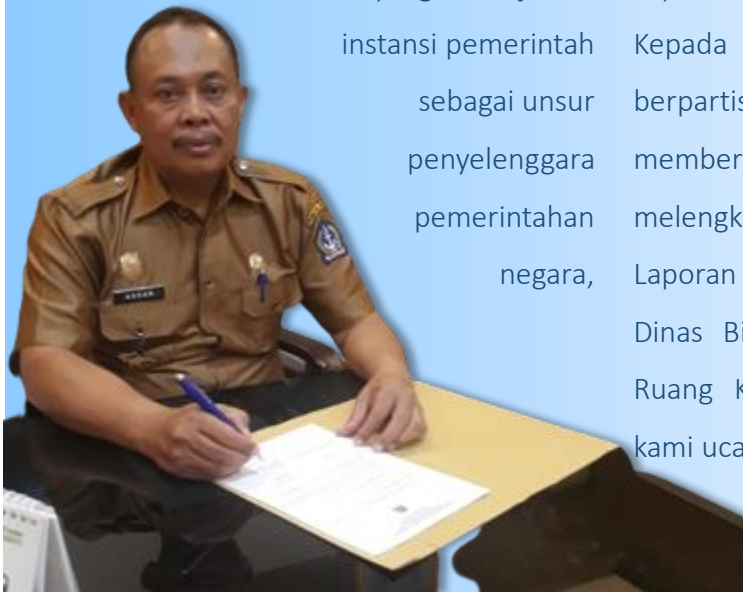 instansi pemerintah
sebagai unsur
penyelenggara
pemerintahan
negara,
Kepada
berpartis
member
melengk
Laporan
Dinas Bi
Ruang K
kami uca